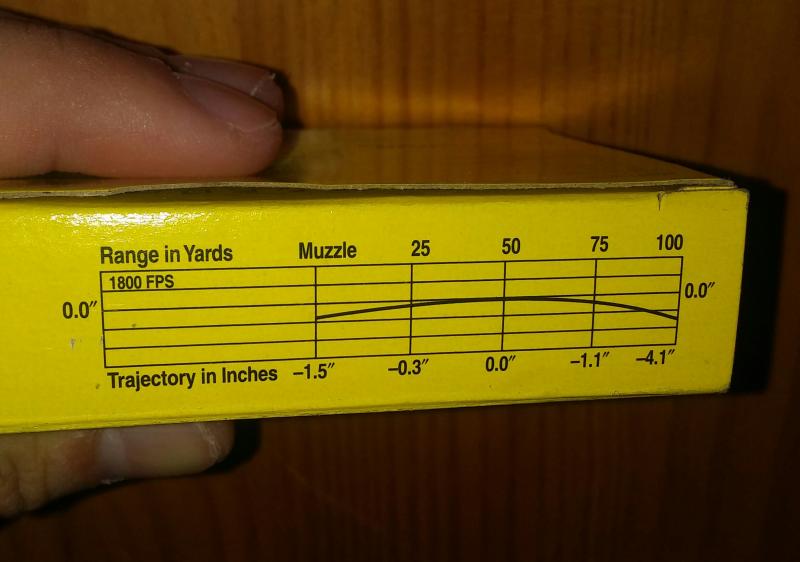 Range in Yards Muzzle 25 50 75 100
1800 FPS
0.0″ 0.0″
Trajectory in Inches –1.5″ –0.3″ 0.0″ –1.1″ –4.1″